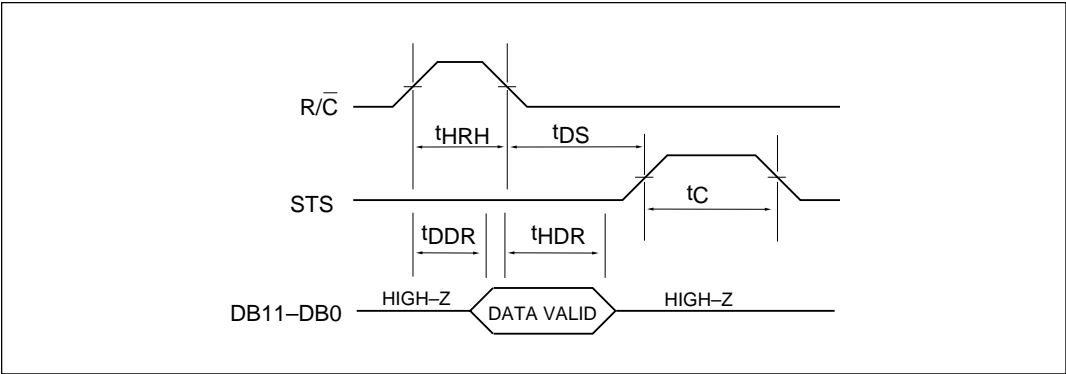 R/C̅
tHRH
tDS
STS
tC
tDDR
tHDR
DB11–DB0
HIGH–Z
DATA VALID
HIGH–Z